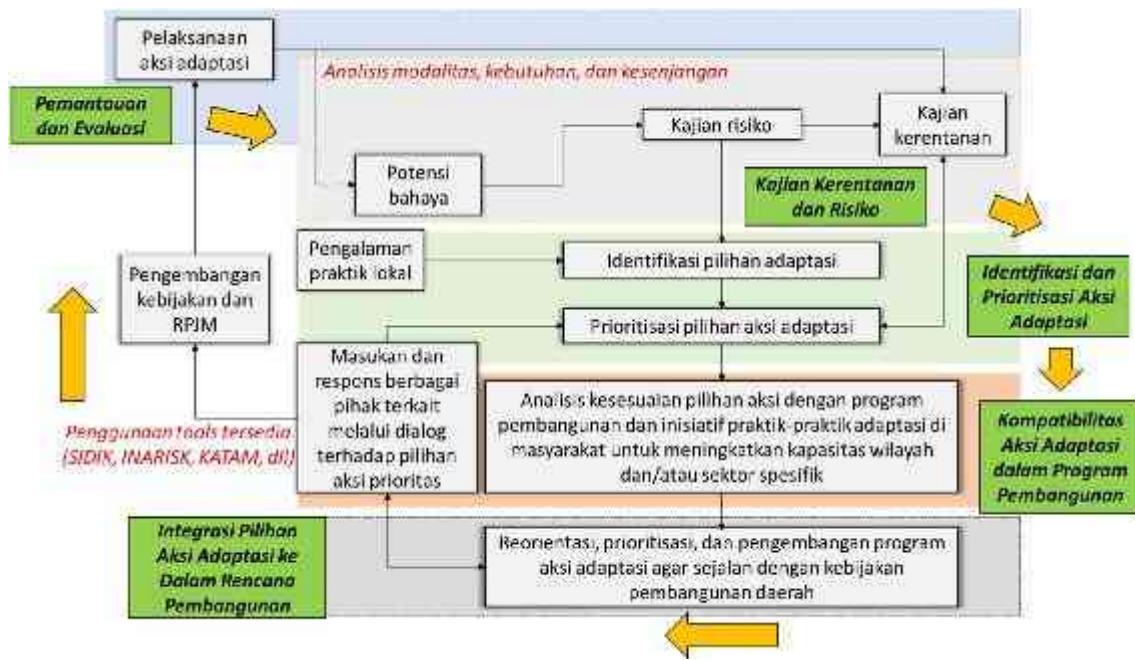 Pelaksanaan
aksi adaptasi
Analisis modalitas, kebutuhan, dan kesenjangan
Pemantauan
dan Evaluasi
Kajian risiko
Kajian
kerentanan
Potensi
bahaya
Kajian Kerentanan
dan Risiko
Pengalaman
praktik lokal
Identifikasi pilihan adaptasi
Pengembangan
kebijakan dan
RPJM
Identifikasi dan
Prioritisasi Aksi
Adaptasi
Prioritisasi pilihan aksi adaptasi
Masukan dan
respons berbagai
pihak terkait
melalui dialog
terhadap pilihan
aksi prioritas
Analisis kesesuaian pilihan aksi dengan program
pembangunan dan inisiatif praktik-praktik adaptasi di
masyarakat untuk meningkatkan kapasitas wilayah
dan/atau sektor spesifik
Penggunaan tools tersedia
(SIDIK, INARISK, KATAM, dll)
Kompatibilitas
Aksi Adaptasi
dalam Program
Pembangunan
Integrasi Pilihan
Aksi Adaptasi ke
Dalam Rencana
Pembangunan
Reorientasi, prioritisasi, dan pengembangan program
aksi adaptasi agar sejalan dengan kebijakan
pembangunan daerah